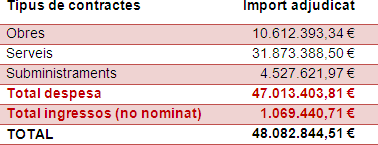 Tipus de contractes Import adjudicat
Obres 10.612.393,34 €
Serveis 31.873.388,50 €
Subministraments 4.527.621,97 €
Total despesa 47.013.403,81 €
Total ingressos (no nominat) 1.069.440,71 €
TOTAL 48.082.844,51 €